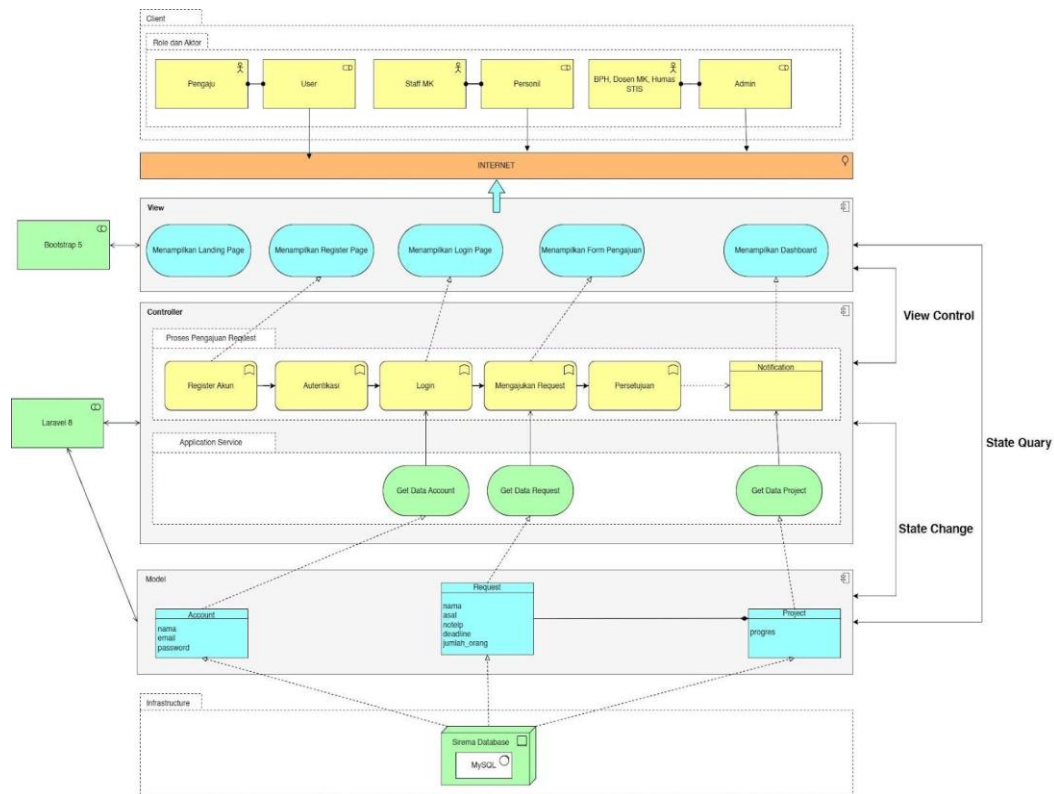 Client
Role dan Aktor
Pengaju
User
Staff MK
Personil
BPH, Dosen MK, Humas
STIS
Admin
INTERNET
View
Bootstrap 5
Menampilkan Landing Page
Menampilkan Register Page
Menampilkan Login Page
Menampilkan Form Pengajuan
Menampilkan Dashboard
View Control
Controller
Proses Pengajuan Request
Register Akun
Autentikasi
Login
Mengajukan Request
Persetujuan
Notification
Laravel 8
State Quary
Application Service
Get Data Account
Get Data Request
Get Data Project
State Change
Model
Account
nama
email
password
Request
nama
asal
notelp
deadline
jumlah_orang
Project
progres
Infrastructure
Sirema Database
MySQL